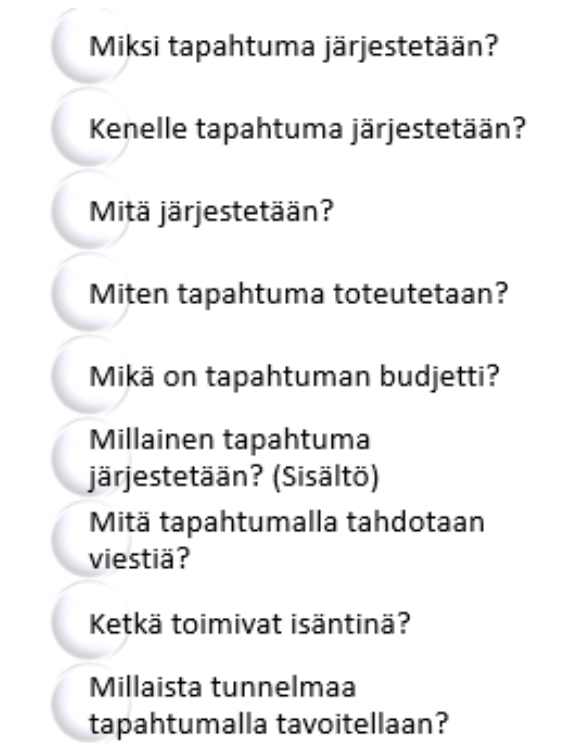 Miksi tapahtuma järjestetään?
Kenelle tapahtuma järjestetään?
Mitä järjestetään?
Miten tapahtuma toteutetaan?
Mikä on tapahtuman budjetti?
Millainen tapahtuma
järjestetään? (Sisältö)
Mitä tapahtumalla tahdotaan
viestiä?
Ketkä toimivat isäntinä?
Millaista tunnelmaa
tapahtumalla tavoitellaan?